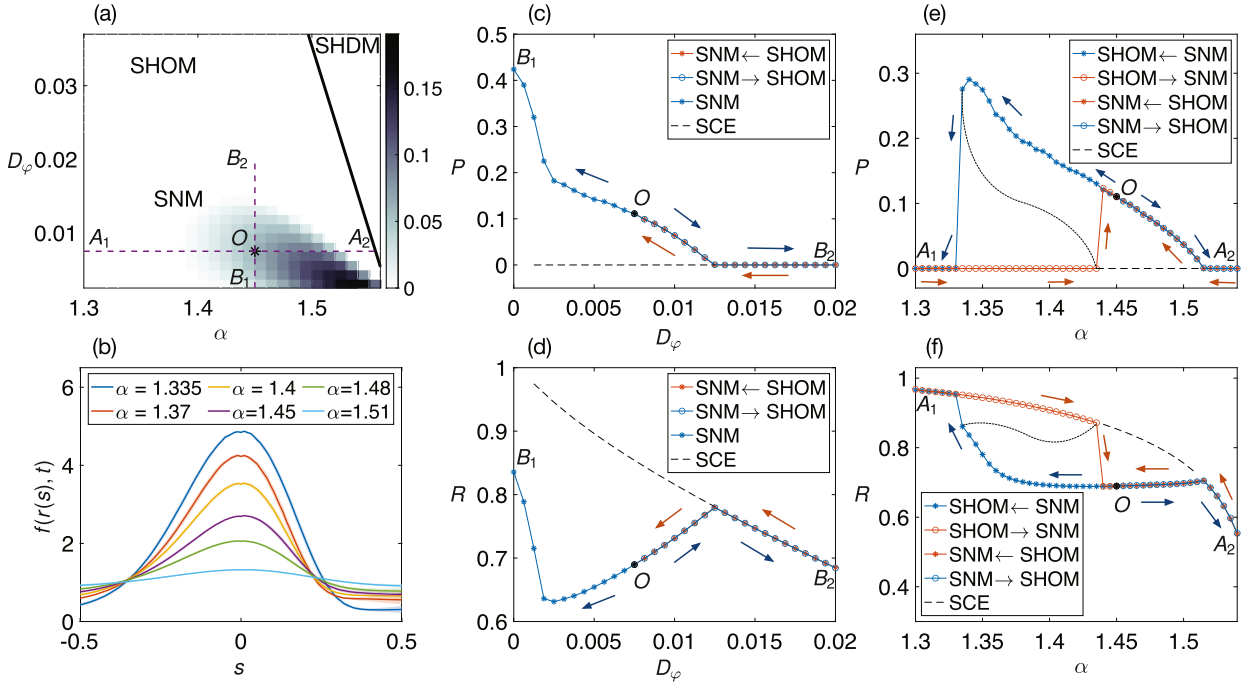 (a)
SHOM
SHDM
SNM
B2
A1
O
A2
B1
0.03
0.02
0.01
Dφ
1.3
1.4
1.5
α
0.15
0.1
0.05
0
(b)
f(r(s), t)
6
4
2
0
α = 1.335
α = 1.4
α=1.48
α = 1.37
α=1.45
α=1.51
-0.5
0
0.5
s
(c)
P
0.5
0.4
0.3
0.2
0.1
0
B1
SNM← SHOM
SNM→ SHOM
SNM
SCE
O
B2
0
0.005
0.01
0.015
0.02
Dφ
(d)
R
1
0.9
0.8
0.7
0.6
B1
SNM← SHOM
SNM→ SHOM
SNM
SCE
O
B2
0
0.005
0.01
0.015
0.02
Dφ
(e)
P
0.3
0.2
0.1
0
SHOM← SNM
SHOM→ SNM
SNM← SHOM
SNM→ SHOM
SCE
O
A1
A2
1.3
1.35
1.4
1.45
1.5
α
(f)
R
1
0.8
0.6
0.4
A1
O
A2
SHOM← SNM
SHOM→ SNM
SNM← SHOM
SNM→ SHOM
SCE
1.3
1.35
1.4
1.45
1.5
α